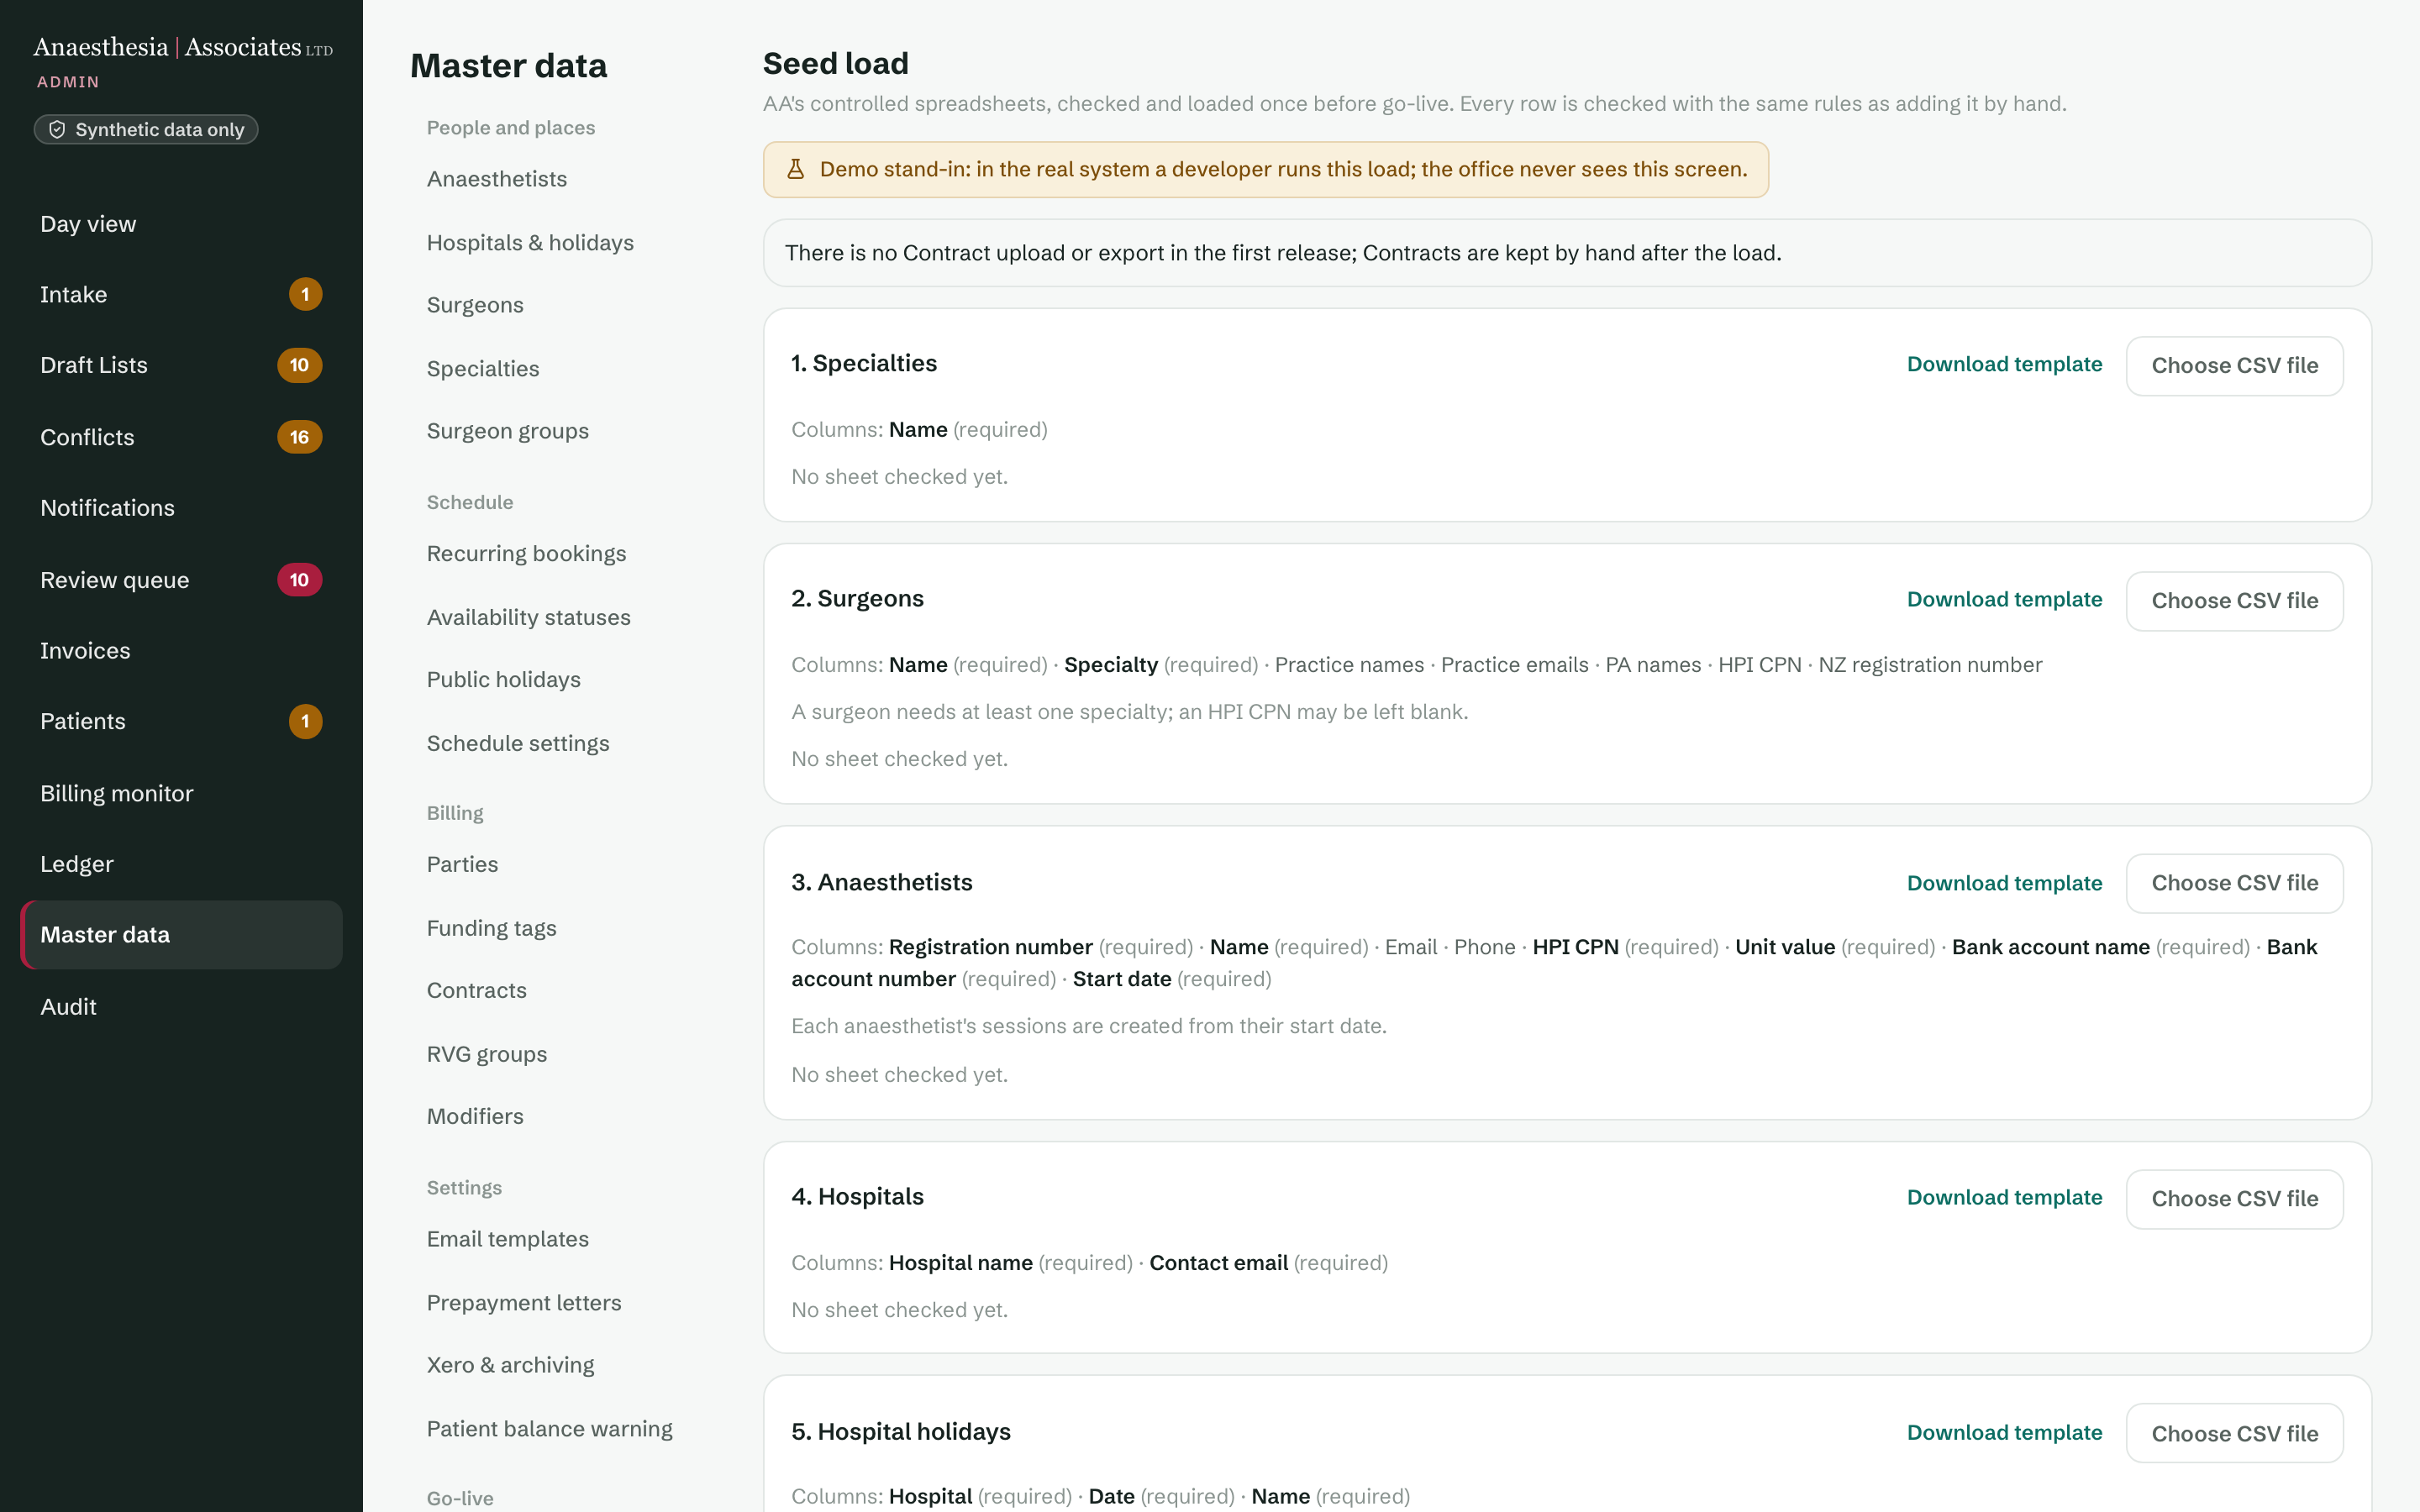 Anaesthesia | Associates LTD
ADMIN
Synthetic data only
Day view
Intake 1
Draft Lists 10
Conflicts 16
Notifications
Review queue 10
Invoices
Patients 1
Billing monitor
Ledger
Master data
Audit
Master data
People and places
Anaesthetists
Hospitals & holidays
Surgeons
Specialties
Surgeon groups
Schedule
Recurring bookings
Availability statuses
Public holidays
Schedule settings
Billing
Parties
Funding tags
Contracts
RVG groups
Modifiers
Settings
Email templates
Prepayment letters
Xero & archiving
Patient balance warning
Go-live
Seed load
AA's controlled spreadsheets, checked and loaded once before go-live. Every row is checked with the same rules as adding it by hand.
Demo stand-in: in the real system a developer runs this load; the office never sees this screen.
There is no Contract upload or export in the first release; Contracts are kept by hand after the load.
1. Specialties Download template Choose CSV file
Columns: Name (required)
No sheet checked yet.
2. Surgeons Download template Choose CSV file
Columns: Name (required) · Specialty (required) · Practice names · Practice emails · PA names · HPI CPN · NZ registration number
A surgeon needs at least one specialty; an HPI CPN may be left blank.
No sheet checked yet.
3. Anaesthetists Download template Choose CSV file
Columns: Registration number (required) · Name (required) · Email · Phone · HPI CPN (required) · Unit value (required) · Bank account name (required) · Bank
account number (required) · Start date (required)
Each anaesthetist's sessions are created from their start date.
No sheet checked yet.
4. Hospitals Download template Choose CSV file
Columns: Hospital name (required) · Contact email (required)
No sheet checked yet.
5. Hospital holidays Download template Choose CSV file
Columns: Hospital (required) · Date (required) · Name (required)